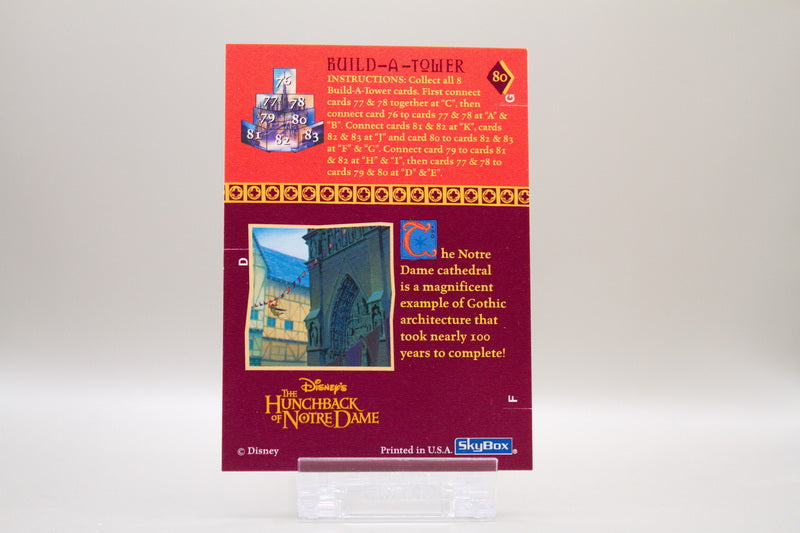 BUILD-A-TOWER
INSTRUCTIONS: Collect all 8
Build-A-Tower cards. First connect
cards 77 & 78 together at "C", then
connect card 76 to cards 77 & 78 at "A" &
"B". Connect cards 81 & 82 at "K", cards
82 & 83 at "J" and card 80 to cards 82 & 83
at "F" & "G". Connect card 79 to cards 81
& 82 at "H" & "I", then cards 77 & 78 to
cards 79 & 80 at "D" &"E".
76
77 78
79 80
81 82 83
80
G
D
The Notre
Dame cathedral
is a magnificent
example of Gothic
architecture that
took nearly 100
years to complete!
F
Disney's
THE
HUNCHBACK
OF NOTRE DAME
© Disney
Printed in U.S.A. SKYBOX®